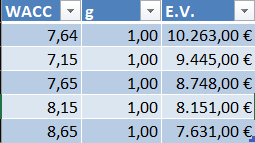 WACC g E.V.
7,64 1,00 10.263,00 €
7,15 1,00 9.445,00 €
7,65 1,00 8.748,00 €
8,15 1,00 8.151,00 €
8,65 1,00 7.631,00 €